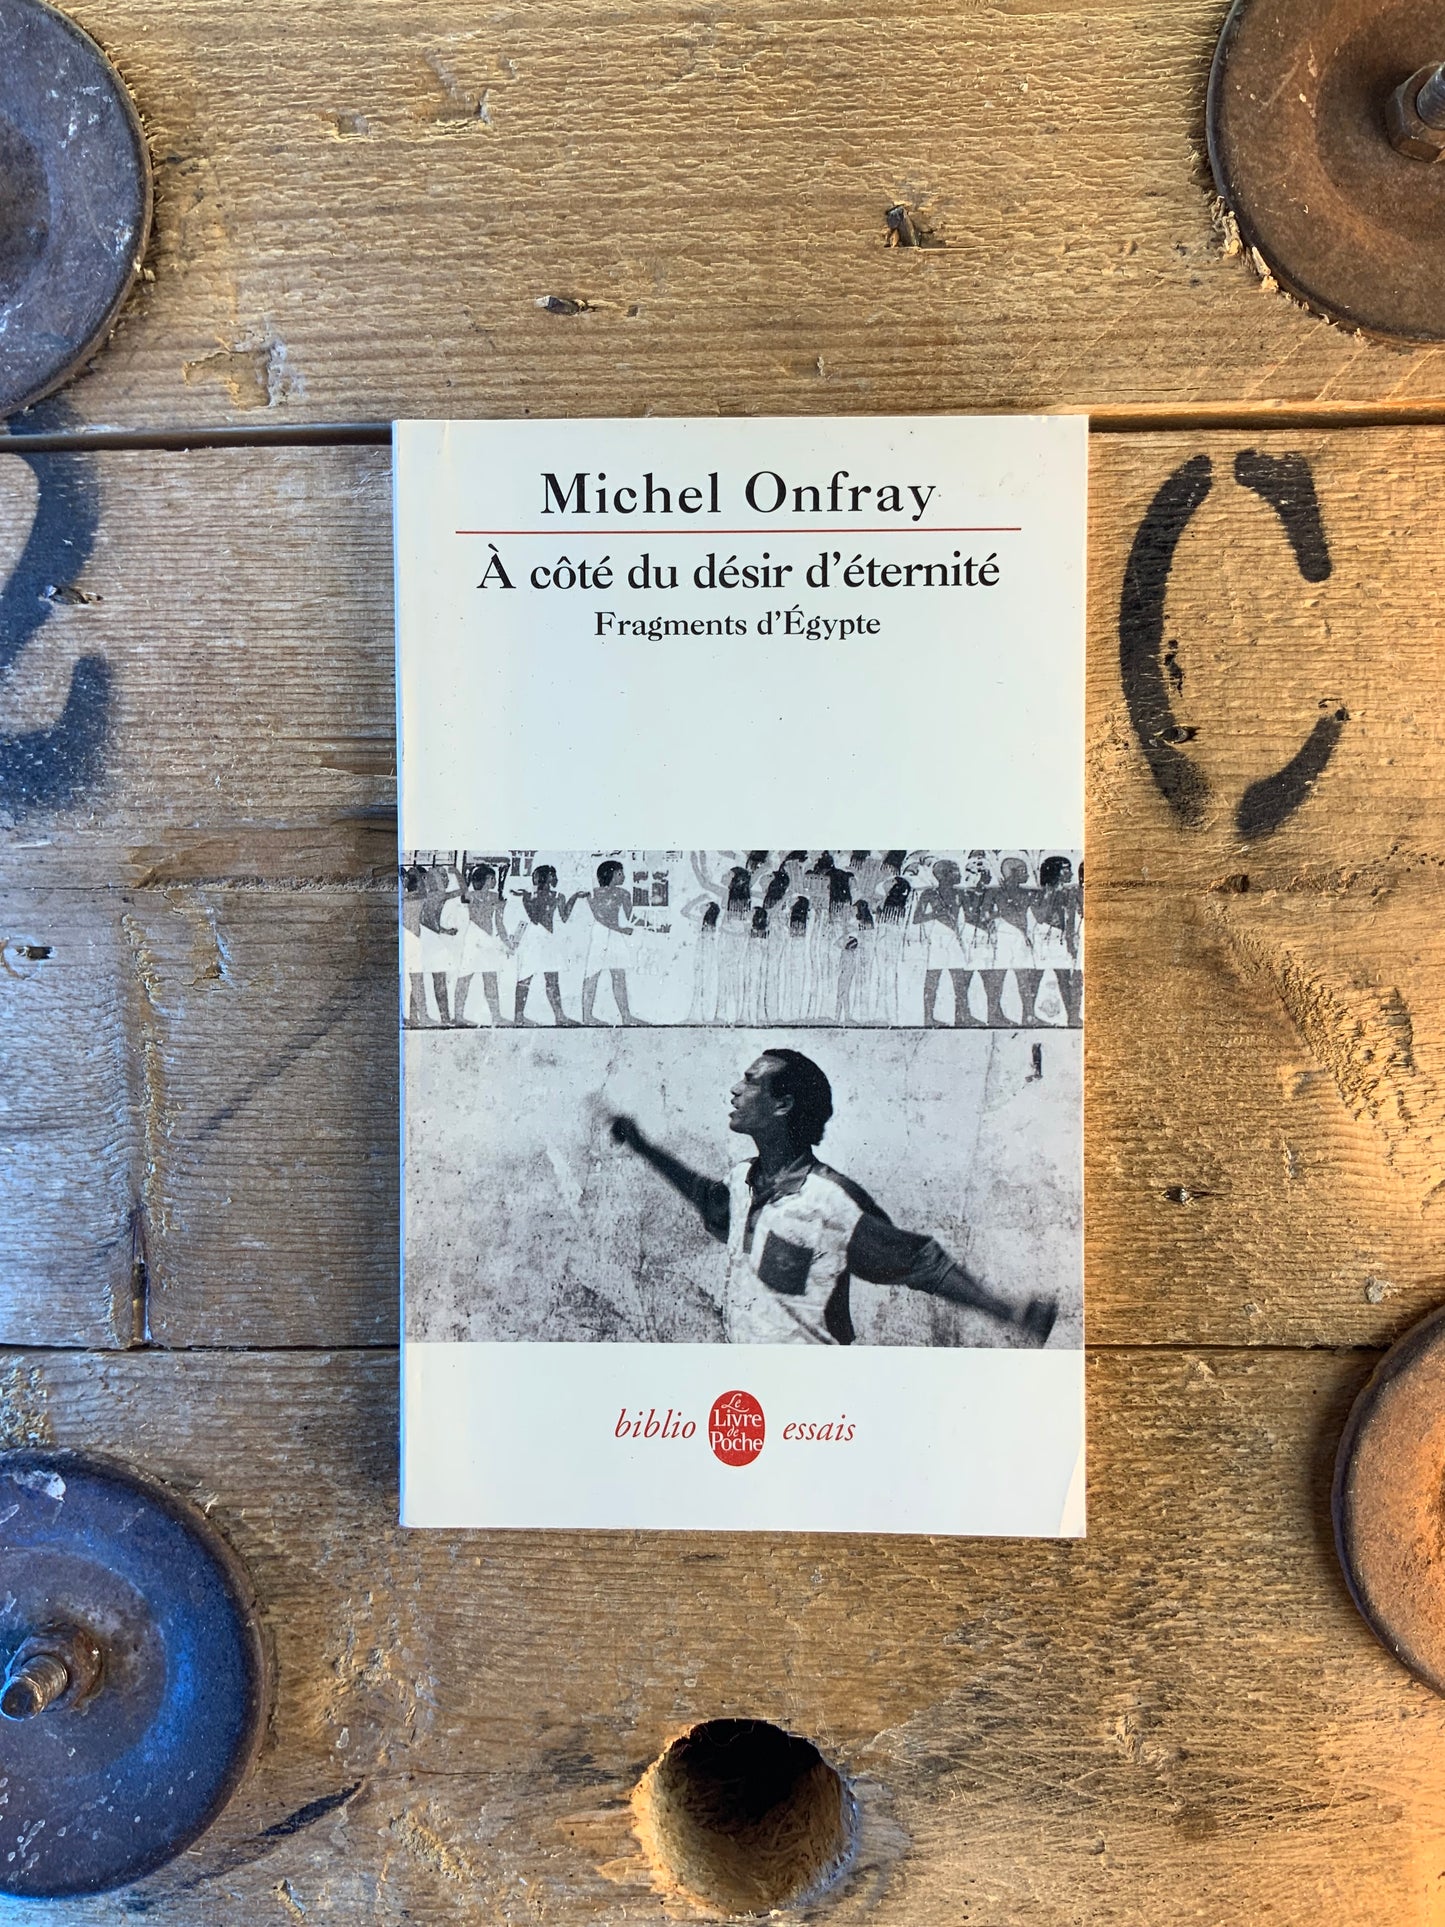 Michel Onfray
À côté du désir d'éternité
Fragments d'Égypte
biblio Le Livre de Poche essais
C